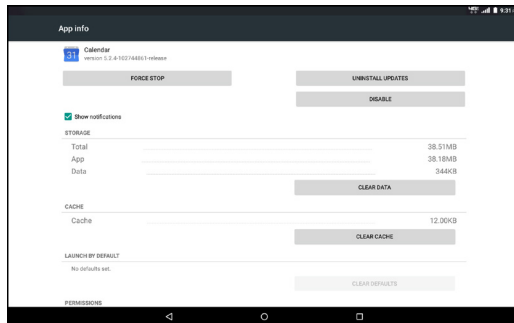 9:31
App info
31
Calendar
version 5.2.4-102744861-release
FORCE STOP
UNINSTALL UPDATES
DISABLE
Show notifications
STORAGE
Total 38.51MB
App 38.18MB
Data 344KB
CLEAR DATA
CACHE
Cache 12.00KB
CLEAR CACHE
LAUNCH BY DEFAULT
No defaults set.
CLEAR DEFAULTS
PERMISSIONS